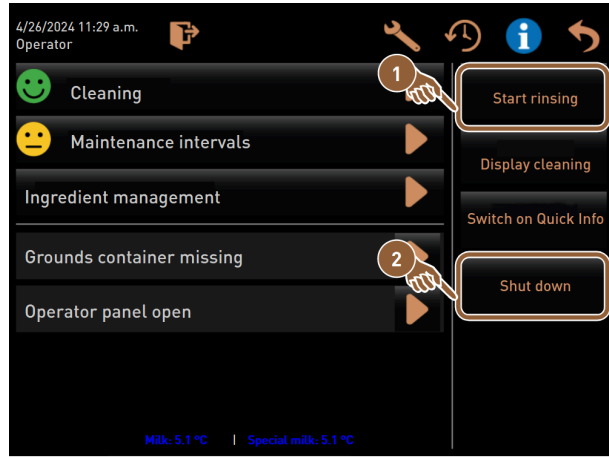 4/26/2024 11:29 a.m.
Operator
i
1
Cleaning
Start rinsing
Maintenance intervals
Display cleaning
Ingredient management
Switch on Quick Info
Grounds container missing
2
Shut down
Operator panel open
Milk: 5.1 °C | Special milk: 5.1 °C